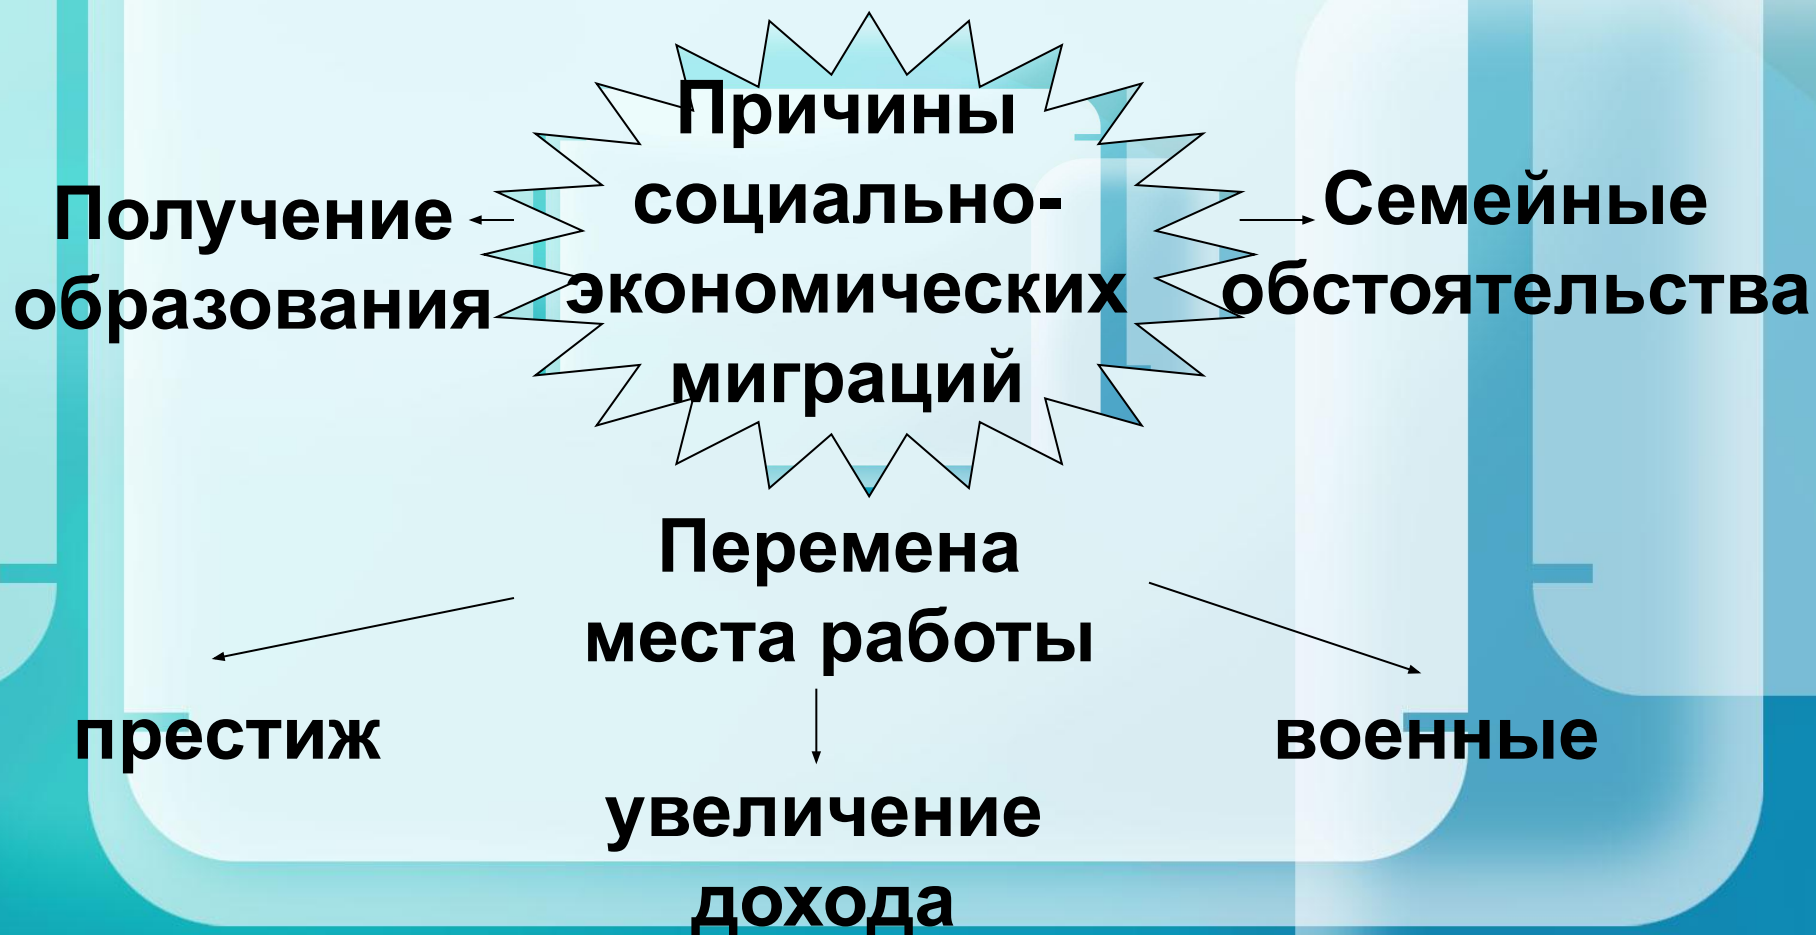 Причины
социально-
экономических
миграций
Получение
образования
Семейные
обстоятельства
Перемена
места работы
престиж
военные
увеличение
дохода